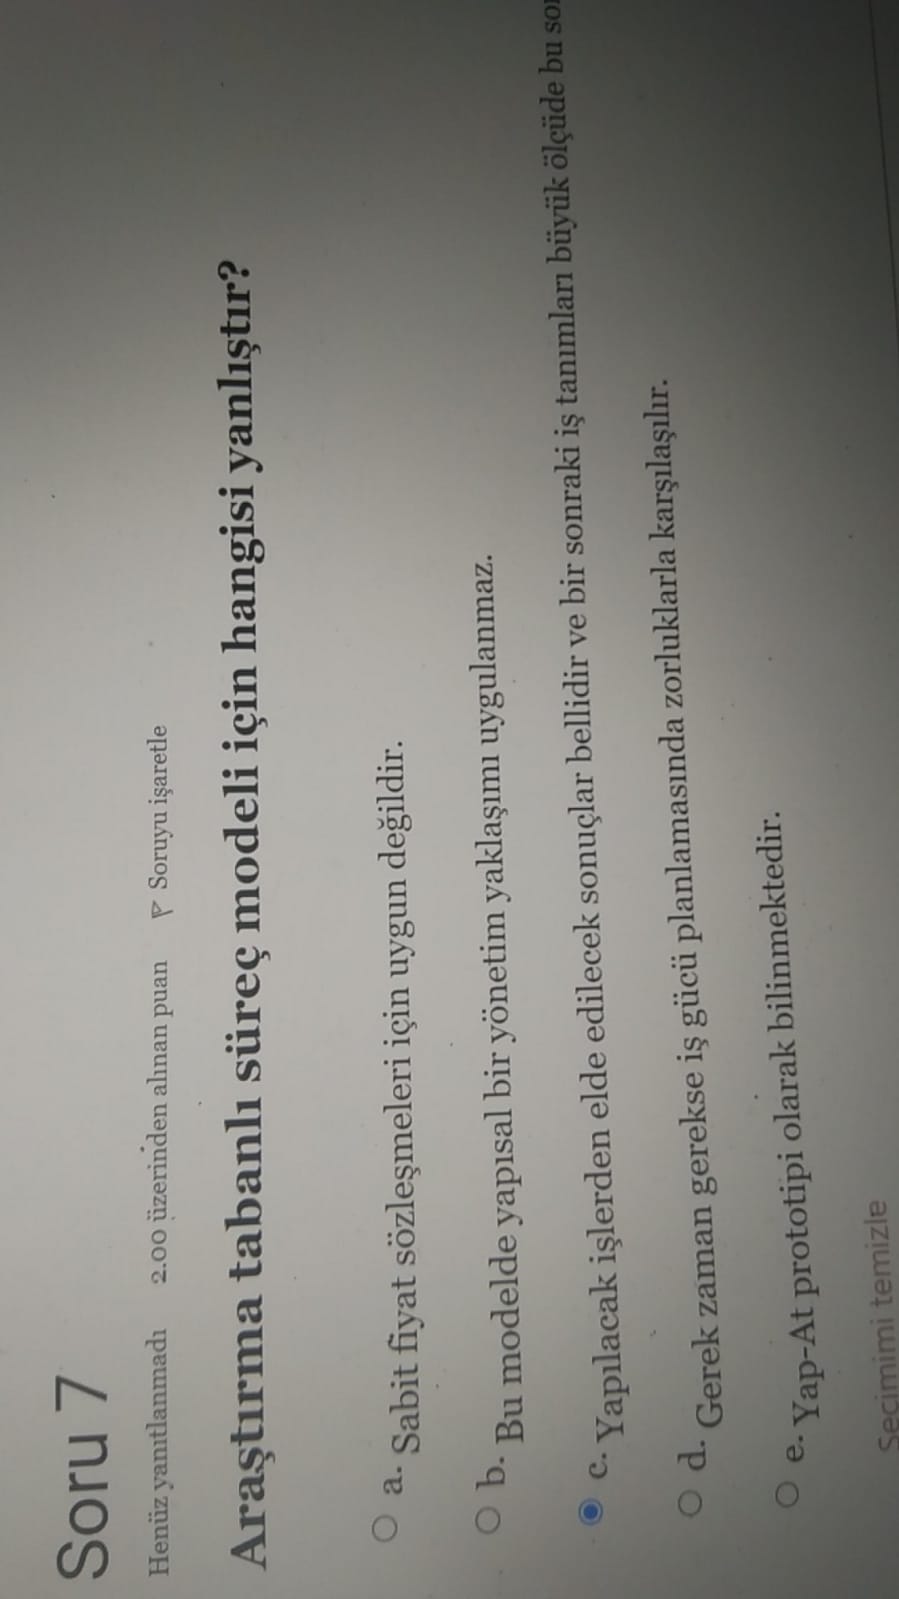 Soru 7
Henüz yanıtlanmadı 2.00 üzerinden alınan puan Soruyu işaretle
Araştırma tabanlı süreç modeli için hangisi yanlıştır?
a. Sabit fiyat sözleşmeleri için uygun değildir.
b. Bu modelde yapısal bir yönetim yaklaşımı uygulanmaz.
c. Yapılacak işlerden elde edilecek sonuçlar bellidir ve bir sonraki iş tanımları büyük ölçüde bu
d. Gerek zaman gerekse iş gücü planlamasında zorluklarla karşılaşılır.
e. Yap-At prototipi olarak bilinmektedir.
Seçimimi temizle